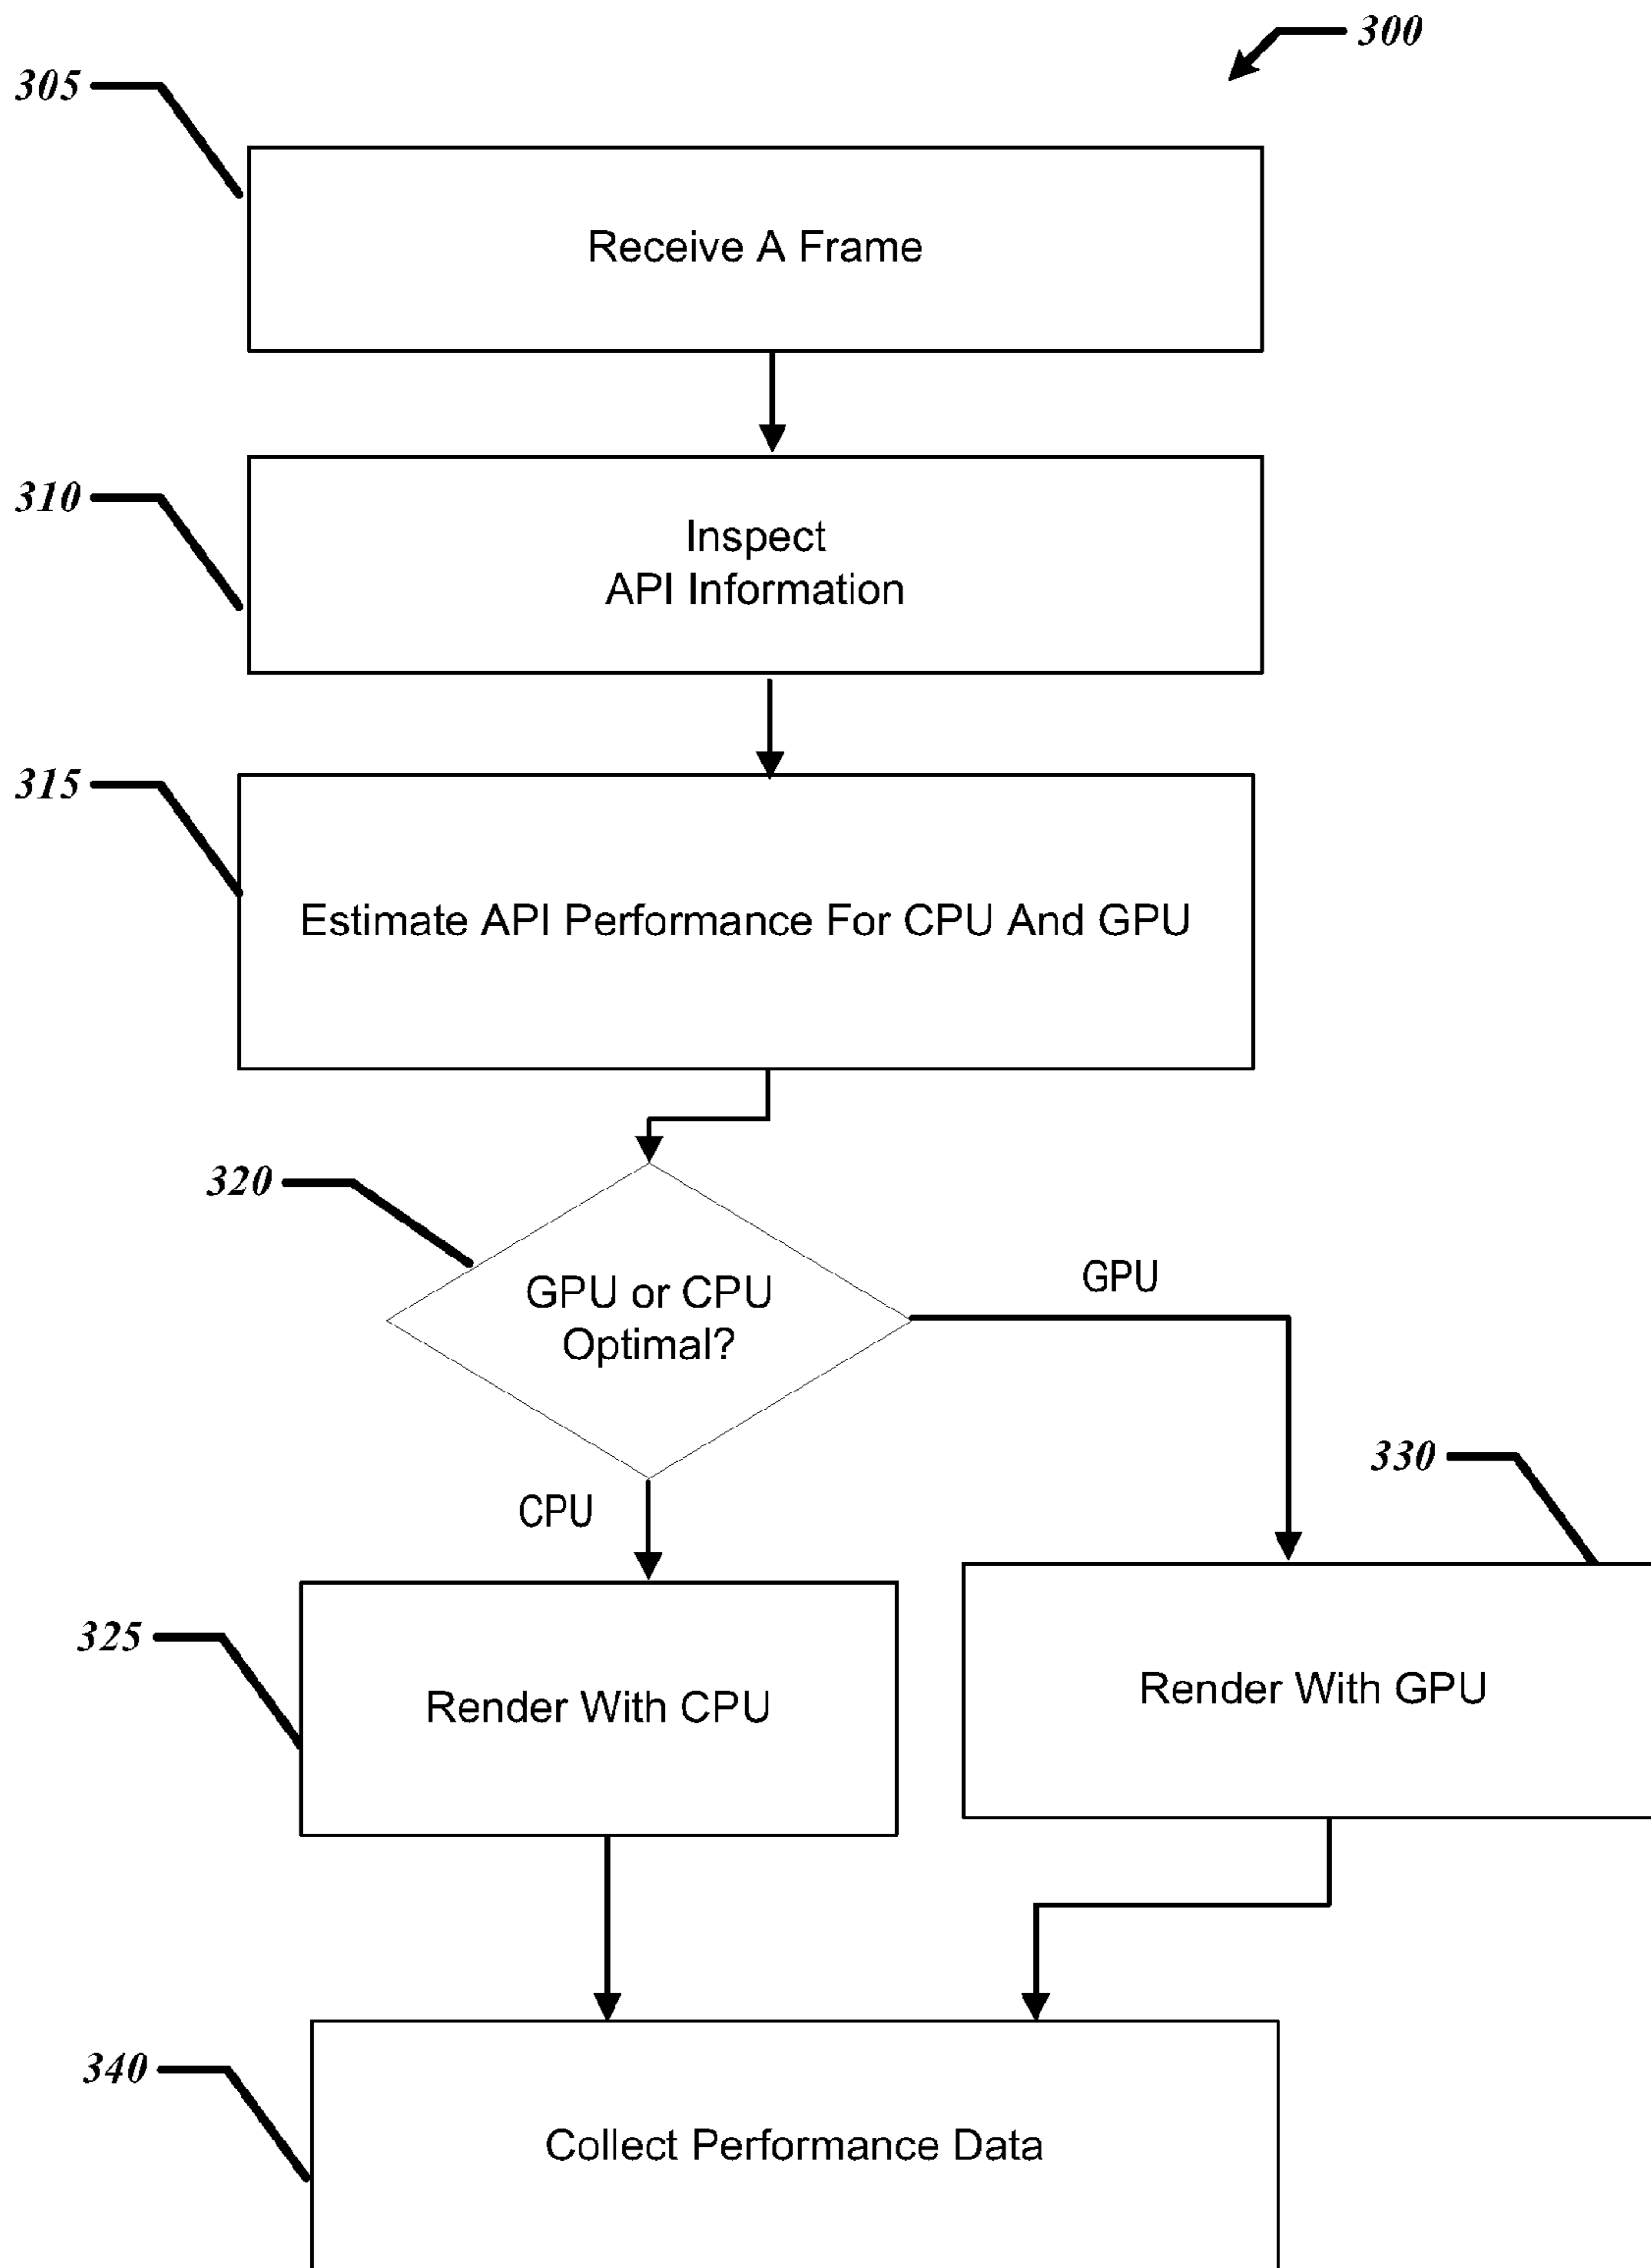 300
305
Receive A Frame
310
Inspect
API Information
315
Estimate API Performance For CPU And GPU
320
GPU or CPU
Optimal?
GPU
CPU
330
325
Render With CPU
Render With GPU
340
Collect Performance Data